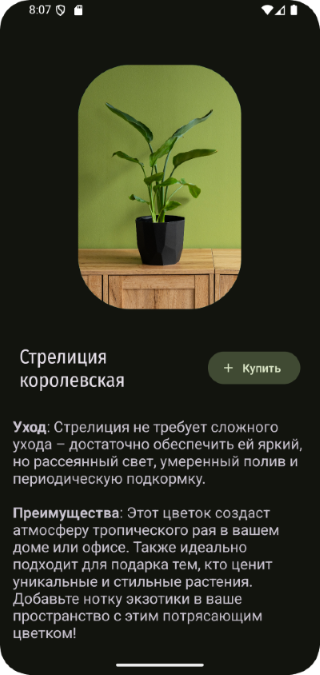 8:07
Стрелиция
королевская
+ Купить
Уход: Стрелиция не требует сложного
ухода – достаточно обеспечить ей яркий,
но рассеянный свет, умеренный полив и
периодическую подкормку.
Преимущества: Этот цветок создаст
атмосферу тропического рая в вашем
доме или офисе. Также идеально
подходит для подарка тем, кто ценит
уникальные и стильные растения.
Добавьте нотку экзотики в ваше
пространство с этим потрясающим
цветком!